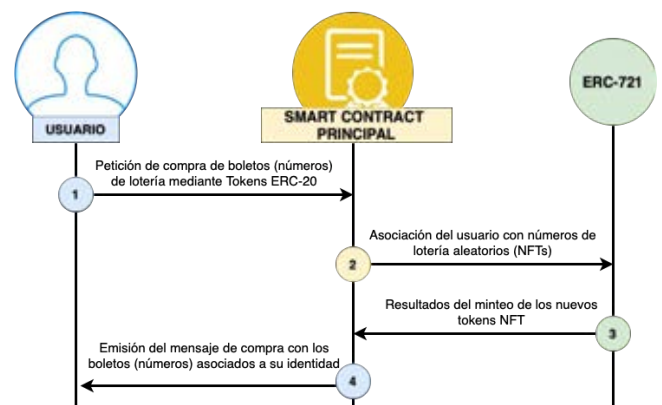 ERC-721
SMART CONTRACT
PRINCIPAL
USUARIO
Petición de compra de boletos (números)
de lotería mediante Tokens ERC-20
1
Asociación del usuario con números de
lotería aleatorios (NFTs)
2
Resultados del minteo de los nuevos
tokens NFT
3
Emisión del mensaje de compra con los
boletos (números) asociados a su identidad
4